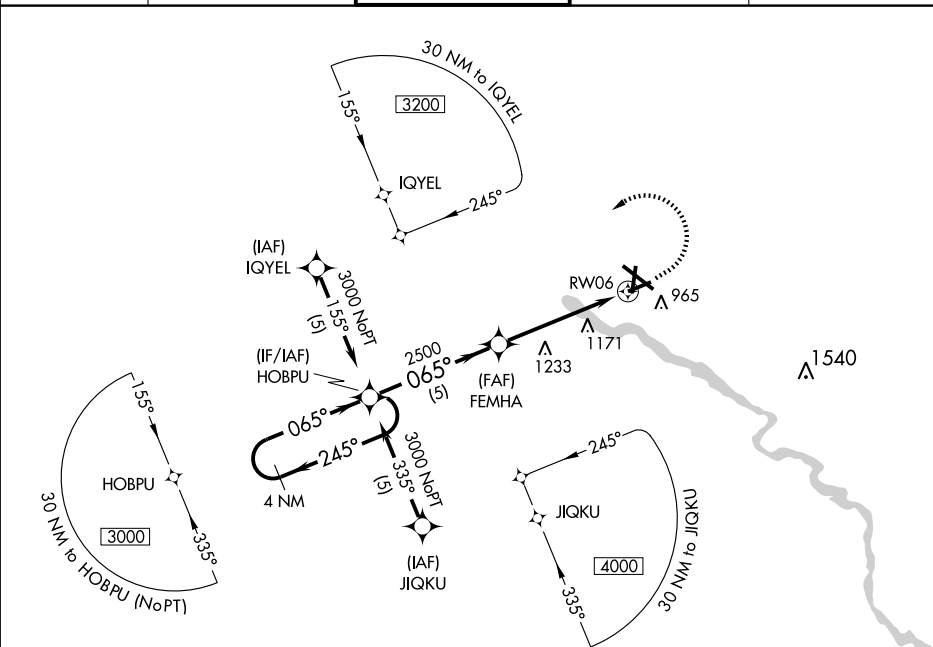 30 NM to IQYEL
155°
3200
IQYEL
245°
(IAF)
IQYEL
3000 NoPT
155°
(5)
RW06
965
1171
1233
1540
(IF/IAF)
HOBPU
2500
065°
(5)
(FAF)
FEMHA
065°
245°
4 NM
3000 NoPT
335°
(5)
(IAF)
JIQKU
155°
HOBPU
3000
335°
30 NM to HOBPU (NoPT)
245°
JIQKU
4000
335°
30 NM to JIQKU